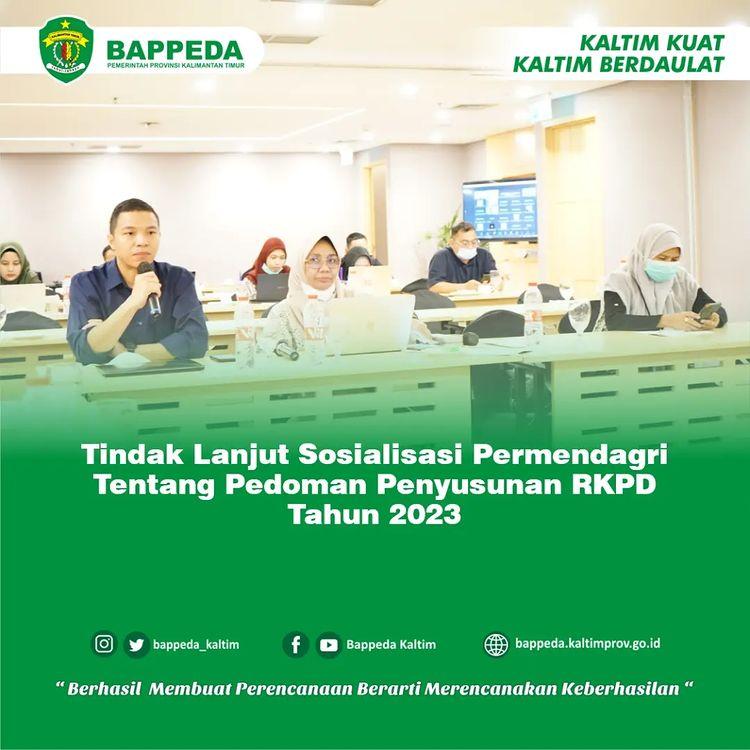 BAPPEDA
PEMERINTAH PROVINSI KALIMANTAN TIMUR
KALTIM KUAT
KALTIM BERDAULAT
Tindak Lanjut Sosialisasi Permendagri
Tentang Pedoman Penyusunan RKPD
Tahun 2023
bappeda_kaltim
Bappeda Kaltim
bappeda.kaltimprov.go.id
“ Berhasil Membuat Perencanaan Berarti Merencanakan Keberhasilan “